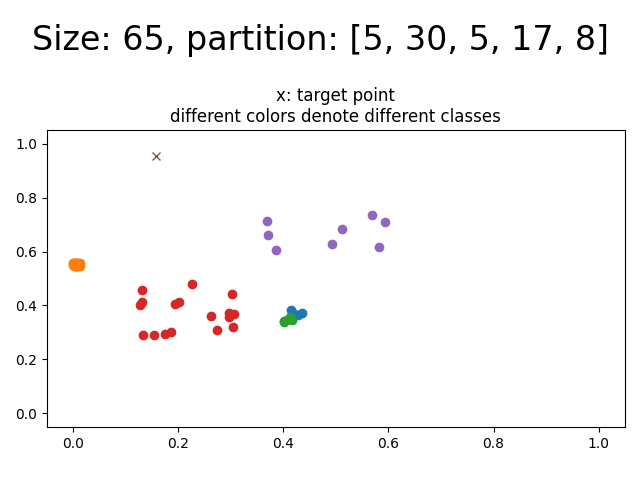 Size: 65, partition: [5, 30, 5, 17, 8]
x: target point
different colors denote different classes
1.0
0.8
0.6
0.4
0.2
0.0
0.0 0.2 0.4 0.6 0.8 1.0